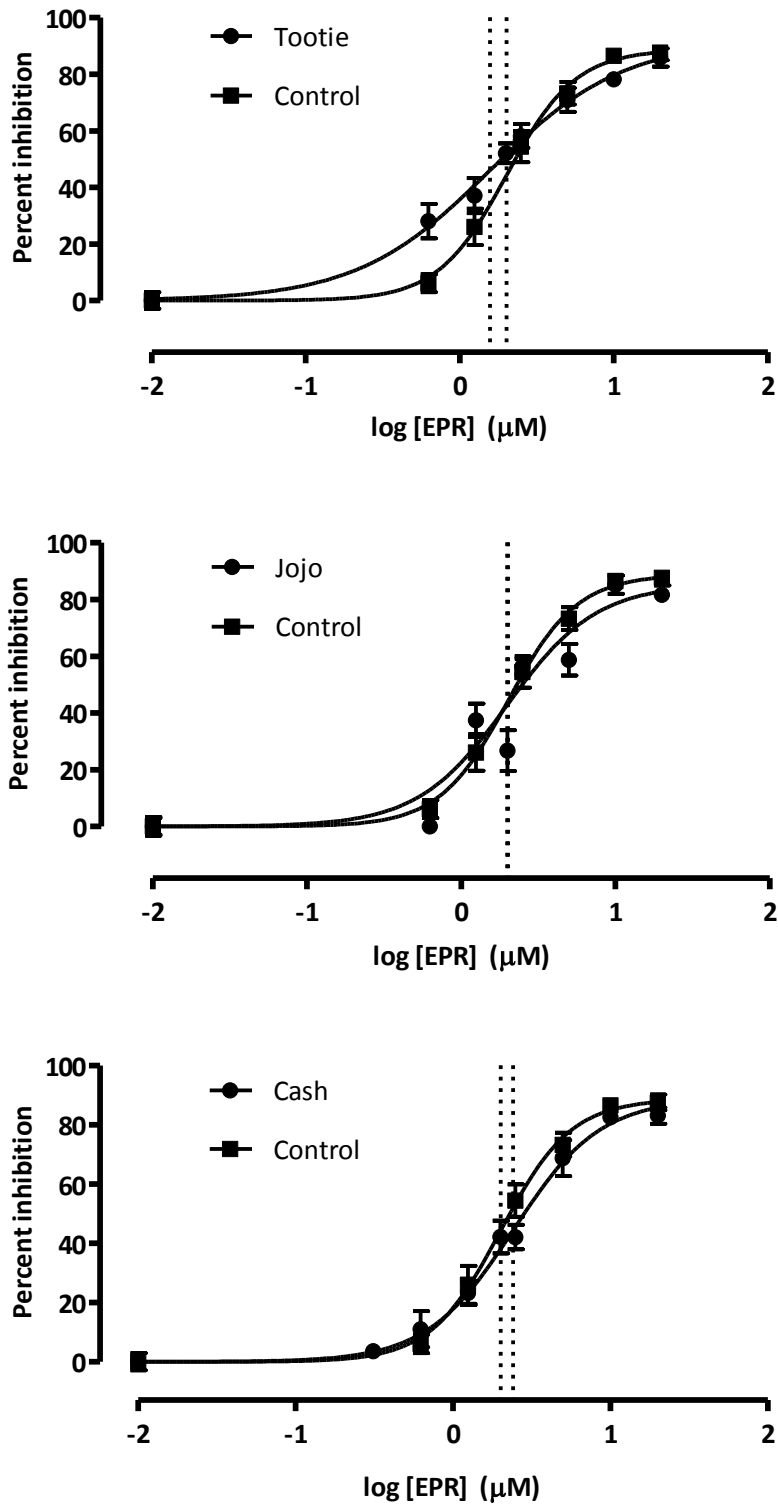 100
80
60
40
20
0
Percent inhibition
Tootie
Control
-2 -1 0 1 2
log [EPR] (μM)
100
80
60
40
20
0
Percent inhibition
Jojo
Control
-2 -1 0 1 2
log [EPR] (μM)
100
80
60
40
20
0
Percent inhibition
Cash
Control
-2 -1 0 1 2
log [EPR] (μM)